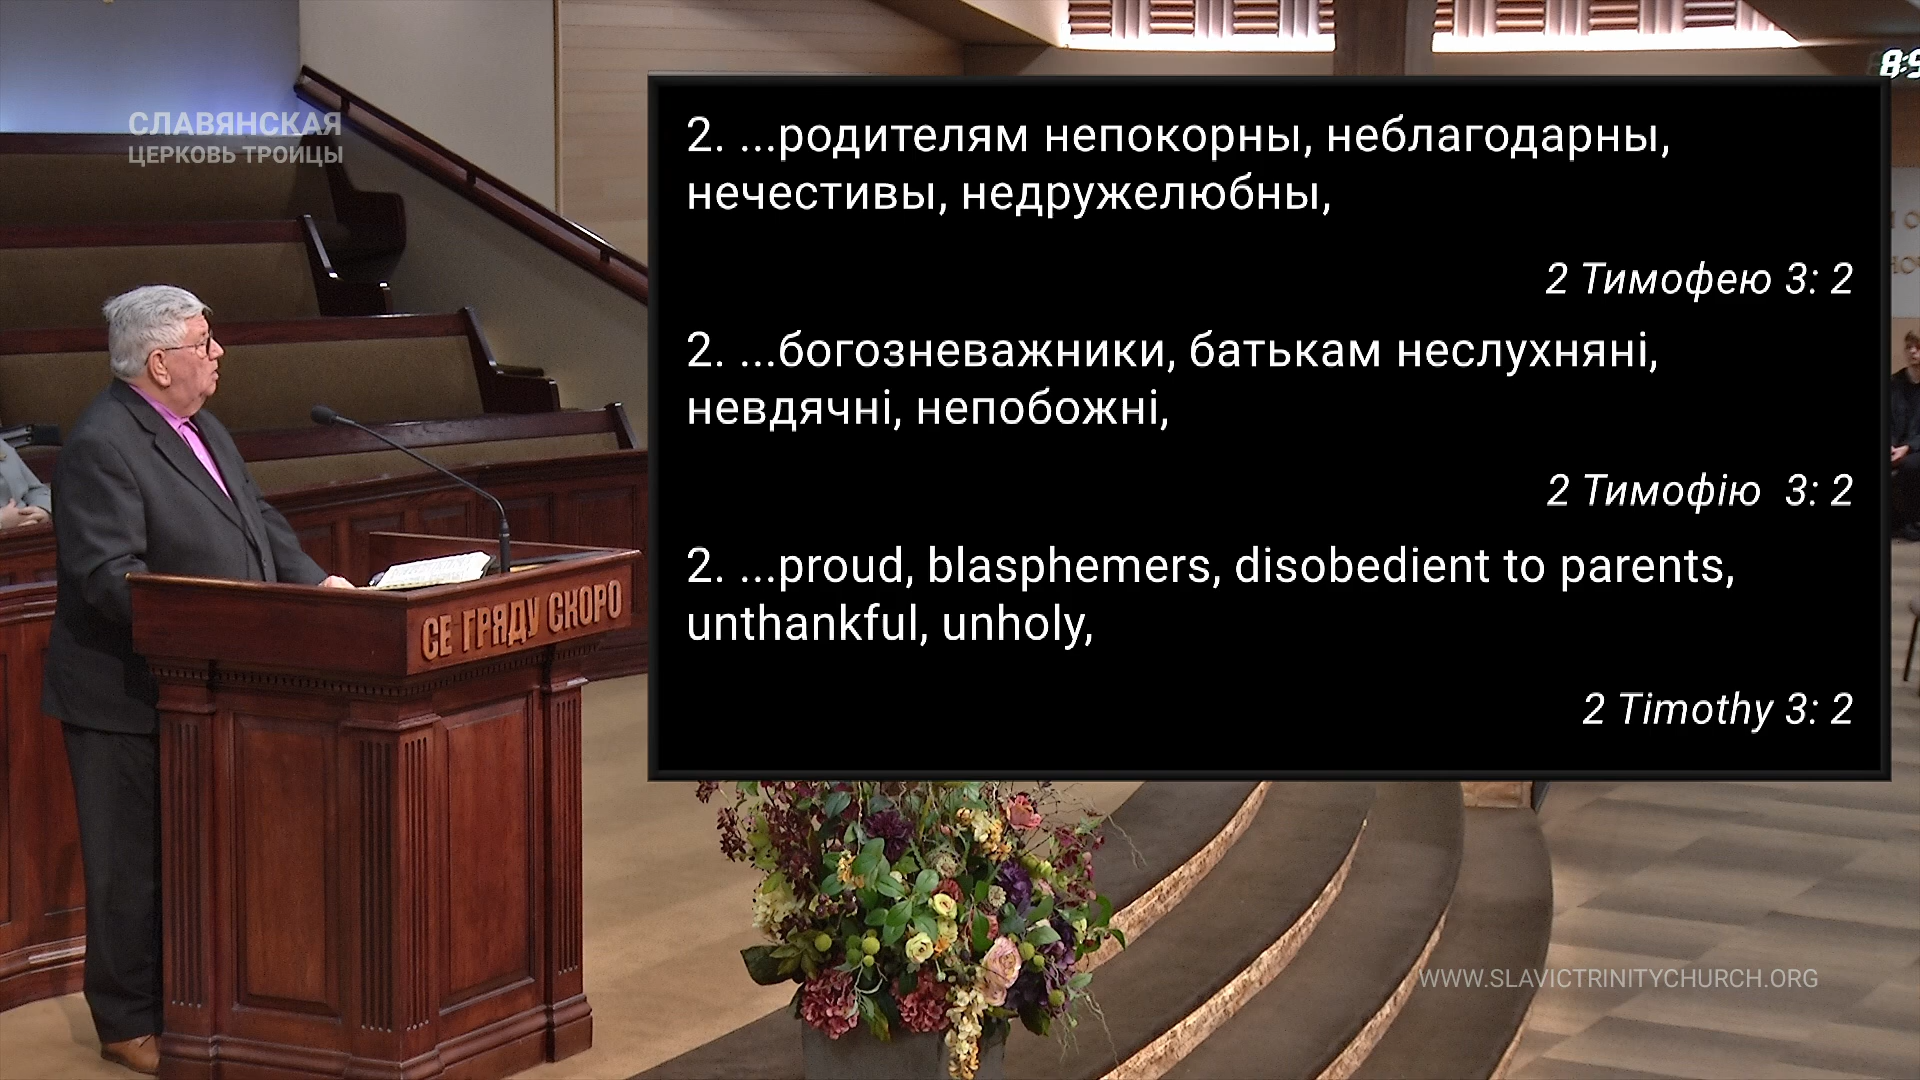 СЛАВЯНСКАЯ
ЦЕРКОВЬ ТРОИЦЫ
2. ...родителям непокорны, неблагодарны,
нечестивы, недружелюбны,
2 Тимофею 3: 2
2. ...богозневажники, батькам неслухняні,
невдячні, непобожні,
2 Тимофію 3: 2
2. ...proud, blasphemers, disobedient to parents,
unthankful, unholy,
2 Timothy 3: 2
СЕ ГРЯДУ СКОРО
WWW.SLAVICTRINITYCHURCH.ORG